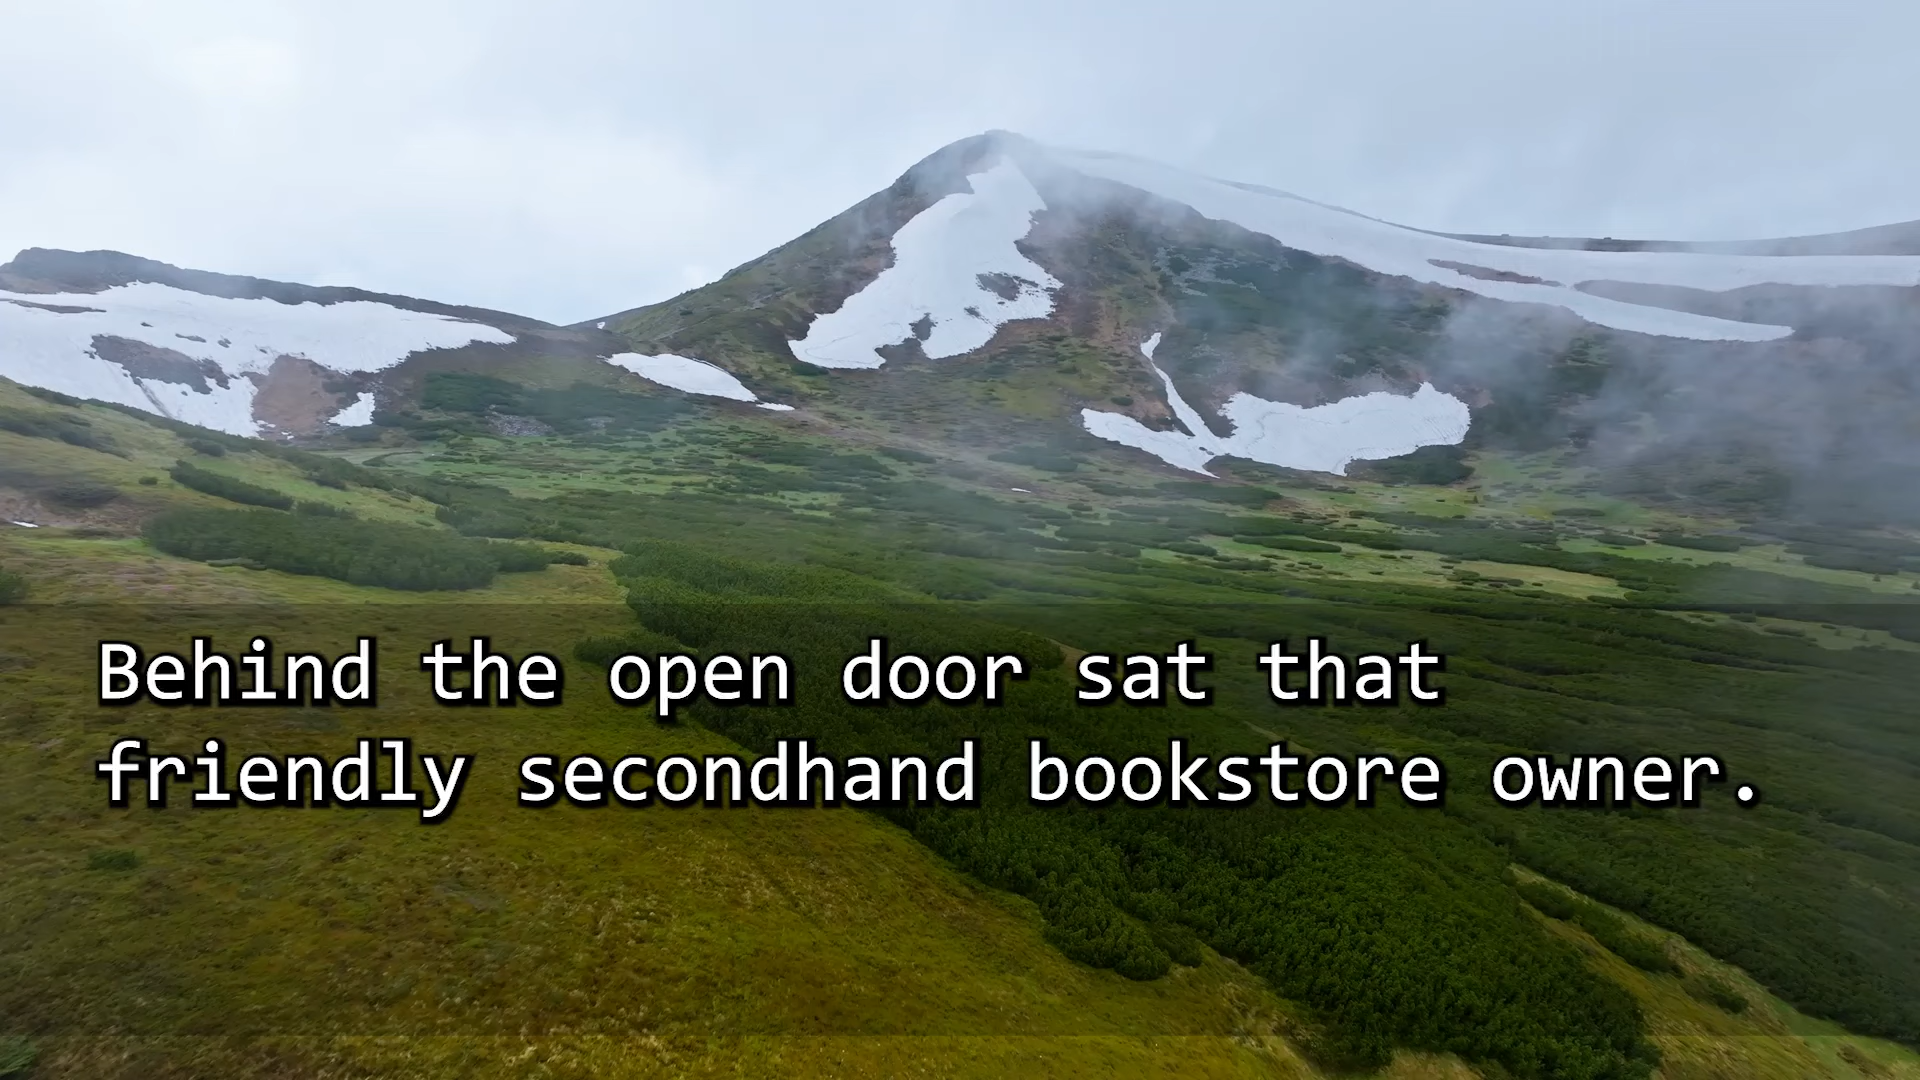 Behind the open door sat that
friendly secondhand bookstore owner.